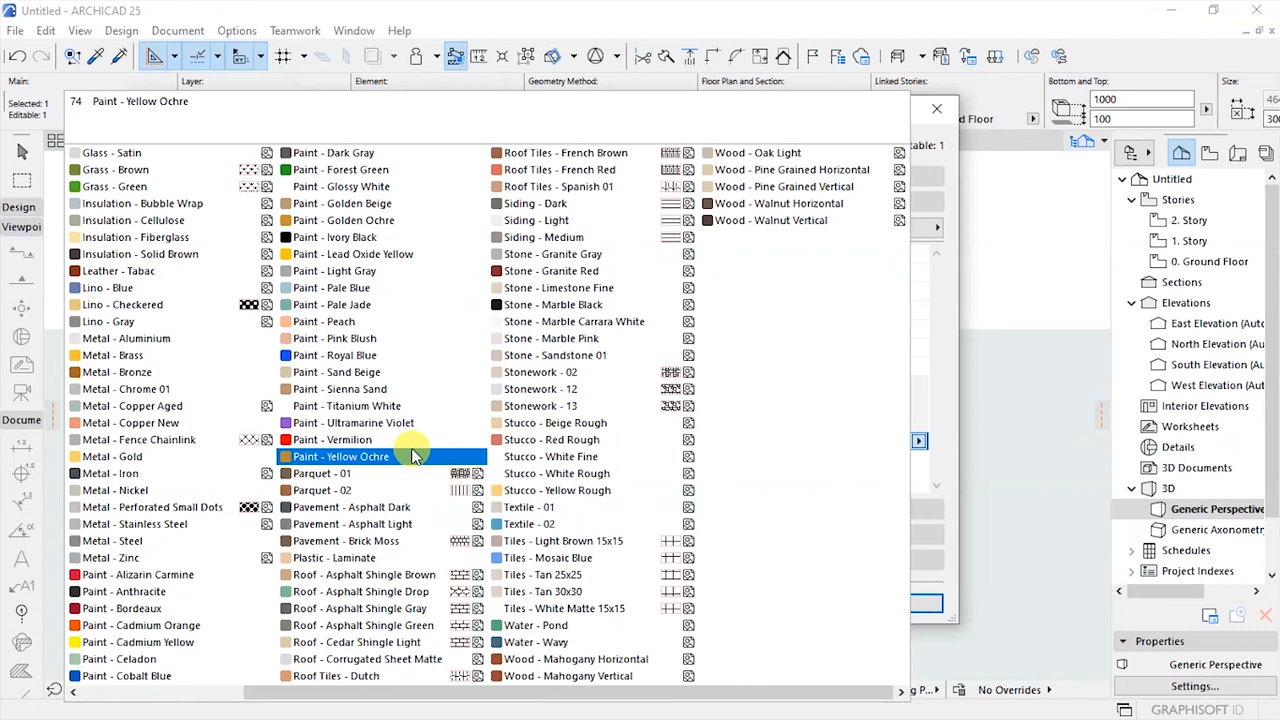 Untitled - ARCHICAD 25
File Edit View Design Document Options Teamwork Window Help
Main: Layer: Element: Geometry Method: Floor Plan and Section: Linked Stories: Bottom and Top: Size:
Selected: 1
Editable: 1
74 Paint - Yellow Ochre
d Floor
1000
100
table: 1
Design
Viewpoi
Docume
Glass - Satin
Grass - Brown
Grass - Green
Insulation - Bubble Wrap
Insulation - Cellulose
Insulation - Fiberglass
Insulation - Solid Brown
Leather - Tabac
Lino - Blue
Lino - Checkered
Lino - Gray
Metal - Aluminium
Metal - Brass
Metal - Bronze
Metal - Chrome 01
Metal - Copper Aged
Metal - Copper New
Metal - Fence Chainlink
Metal - Gold
Metal - Iron
Metal - Nickel
Metal - Perforated Small Dots
Metal - Stainless Steel
Metal - Steel
Metal - Zinc
Paint - Alizarin Carmine
Paint - Anthracite
Paint - Bordeaux
Paint - Cadmium Orange
Paint - Cadmium Yellow
Paint - Celadon
Paint - Cobalt Blue
Paint - Dark Gray
Paint - Forest Green
Paint - Glossy White
Paint - Golden Beige
Paint - Golden Ochre
Paint - Ivory Black
Paint - Lead Oxide Yellow
Paint - Light Gray
Paint - Pale Blue
Paint - Pale Jade
Paint - Peach
Paint - Pink Blush
Paint - Royal Blue
Paint - Sand Beige
Paint - Sienna Sand
Paint - Titanium White
Paint - Ultramarine Violet
Paint - Vermilion
Paint - Yellow Ochre
Parquet - 01
Parquet - 02
Pavement - Asphalt Dark
Pavement - Asphalt Light
Pavement - Brick Moss
Plastic - Laminate
Roof - Asphalt Shingle Brown
Roof - Asphalt Shingle Drop
Roof - Asphalt Shingle Gray
Roof - Asphalt Shingle Green
Roof - Cedar Shingle Light
Roof - Corrugated Sheet Matte
Roof Tiles - Dutch
Roof Tiles - French Brown
Roof Tiles - French Red
Roof Tiles - Spanish 01
Siding - Dark
Siding - Light
Siding - Medium
Stone - Granite Gray
Stone - Granite Red
Stone - Limestone Fine
Stone - Marble Black
Stone - Marble Carrara White
Stone - Marble Pink
Stone - Sandstone 01
Stonework - 02
Stonework - 12
Stonework - 13
Stucco - Beige Rough
Stucco - Red Rough
Stucco - White Fine
Stucco - White Rough
Stucco - Yellow Rough
Textile - 01
Textile - 02
Tiles - Light Brown 15x15
Tiles - Mosaic Blue
Tiles - Tan 25x25
Tiles - Tan 30x30
Tiles - White Matte 15x15
Water - Pond
Water - Wavy
Wood - Mahogany Horizontal
Wood - Mahogany Vertical
Wood - Oak Light
Wood - Pine Grained Horizontal
Wood - Pine Grained Vertical
Wood - Walnut Horizontal
Wood - Walnut Vertical
Untitled
Stories
2. Story
1. Story
0. Ground Floor
Sections
Elevations
East Elevation (Auto
North Elevation (Aut
South Elevation (Aut
West Elevation (Aut
Interior Elevations
Worksheets
Details
3D Documents
3D
Generic Perspective
Generic Axonometry
Schedules
Project Indexes
Properties
Generic Perspective
Settings...
g P...
No Overrides
GRAPHISOFT ID